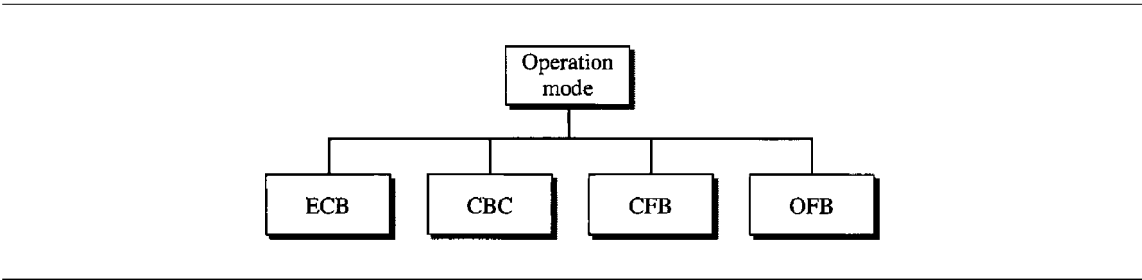 Operation
mode
ECB
CBC
CFB
OFB